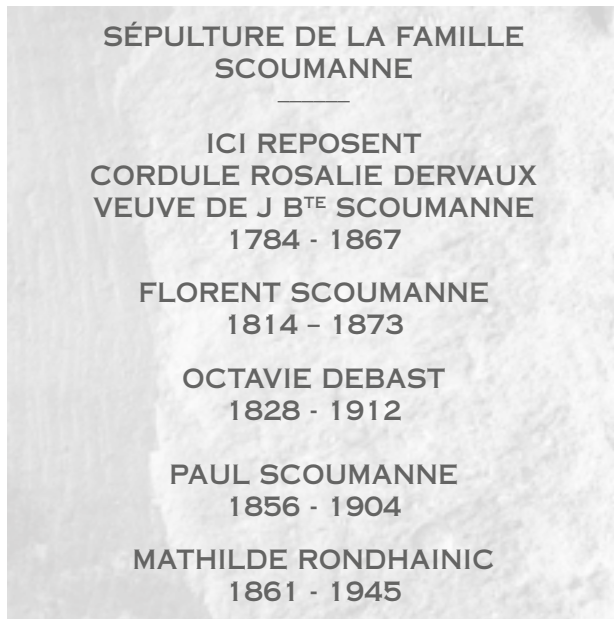 SÉPULTURE DE LA FAMILLE
SCOUMANNE
ICI REPOSENT
CORDULE ROSALIE DERVAUX
VEUVE DE J BTE SCOUMANNE
1784 - 1867
FLORENT SCOUMANNE
1814 – 1873
OCTAVIE DEBAST
1828 - 1912
PAUL SCOUMANNE
1856 - 1904
MATHILDE RONDHAINIC
1861 - 1945